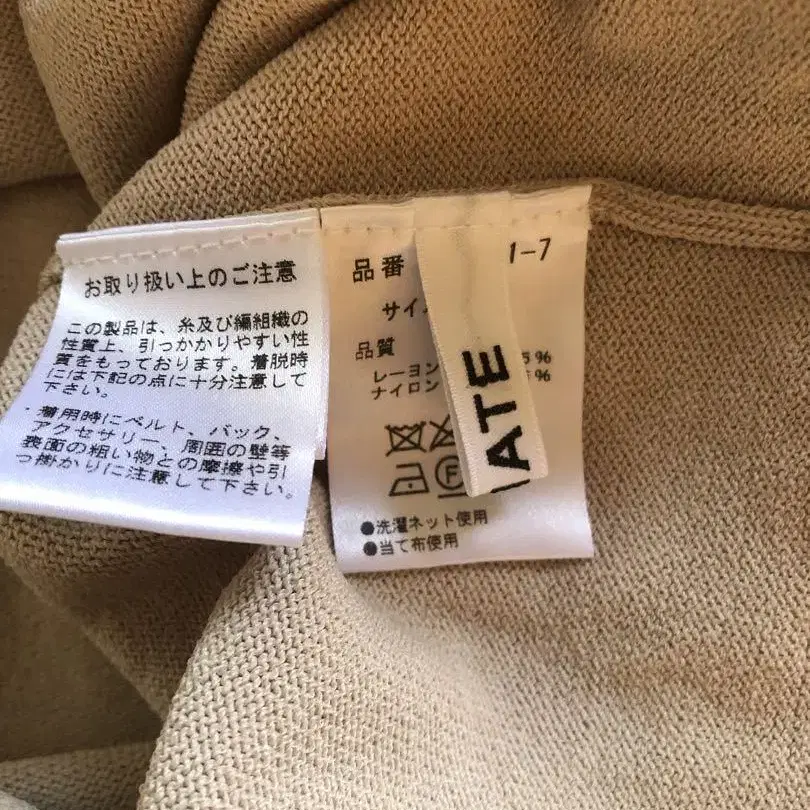 お取り扱い上のご注意
この製品は、糸及び編組織の
性質上、引っかかりやすい性
質をもっております。着脱時
には下記の点に十分注意して
下さい。
・着用時にベルト、バック、
アクセサリー、周囲の壁等
表面の粗い物との摩擦や引
っ掛かりに注意して下さい。
品番 1-7
サイ
品質
レーヨン 5%
ナイロン %
F
●洗濯ネット使用
●当て布使用
ATE